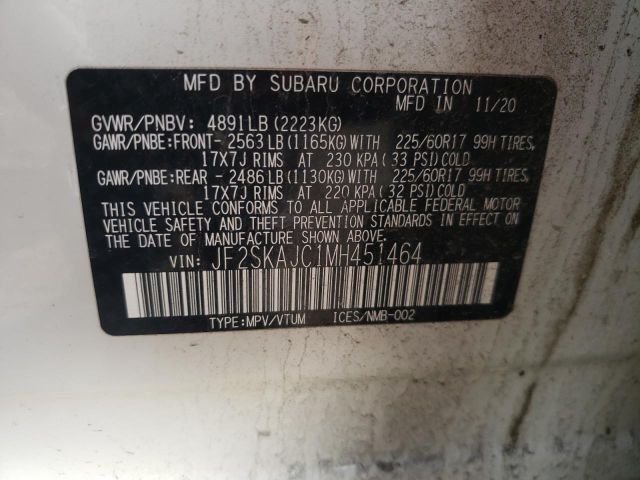 MFD BY SUBARU CORPORATION
MFD IN 11/20
GVWR/PNBV: 4891LB (2223KG)
GAWR/PNBE:FRONT- 2563LB (1165KG) WITH 225/60R17 99H TIRES,
17X7J RIMS AT 230 KPA ( 33 PSI) COLD
GAWR/PNBE:REAR - 2486LB (1130KG) WITH 225/60R17 99H TIRES,
17X7J RIMS AT 220 KPA ( 32 PSI) COLD
THIS VEHICLE CONFORMS TO ALL APPLICABLE FEDERAL MOTOR
VEHICLE SAFETY AND THEFT PREVENTION STANDARDS IN EFFECT ON
THE DATE OF MANUFACTURE SHOWN ABOVE.
VIN: JF2SKAJC1MH451464
TYPE:MPV/VTUM ICES/NMB-002